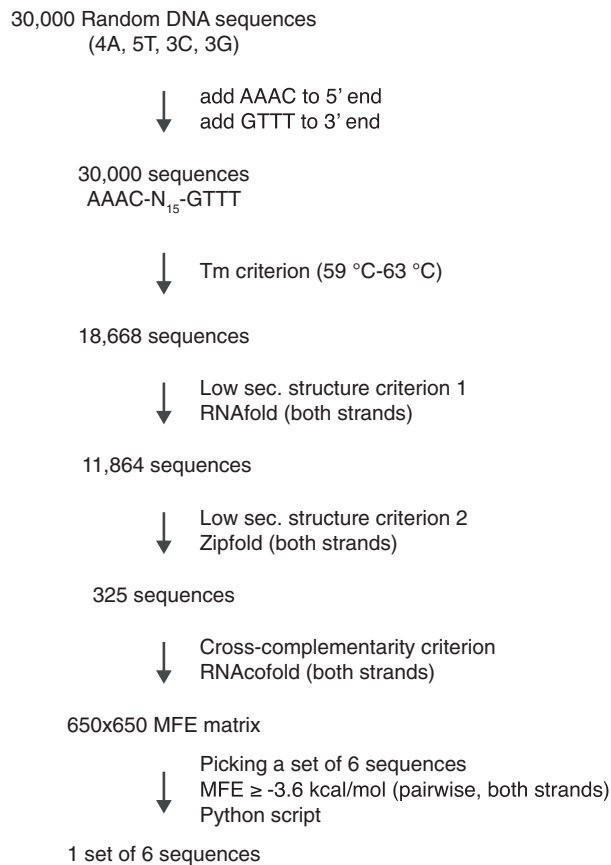 30,000 Random DNA sequences
(4A, 5T, 3C, 3G)
add AAAC to 5' end
add GTTT to 3' end
30,000 sequences
AAAC-N15-GTTT
Tm criterion (59 °C-63 °C)
18,668 sequences
Low sec. structure criterion 1
RNAfold (both strands)
11,864 sequences
Low sec. structure criterion 2
Zipfold (both strands)
325 sequences
Cross-complementarity criterion
RNAcofold (both strands)
650x650 MFE matrix
Picking a set of 6 sequences
MFE ≥ -3.6 kcal/mol (pairwise, both strands)
Python script
1 set of 6 sequences